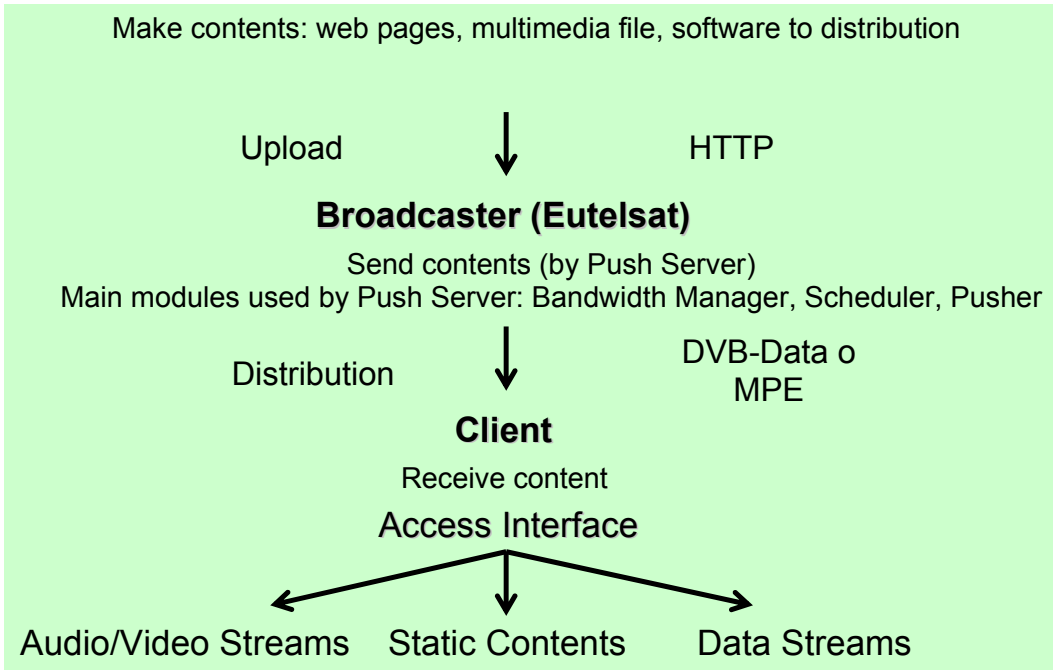 Make contents: web pages, multimedia file, software to distribution
Upload
HTTP
Broadcaster (Eutelsat)
Send contents (by Push Server)
Main modules used by Push Server: Bandwidth Manager, Scheduler, Pusher
Distribution
DVB-Data o
MPE
Client
Receive content
Access Interface
Audio/Video Streams
Static Contents
Data Streams